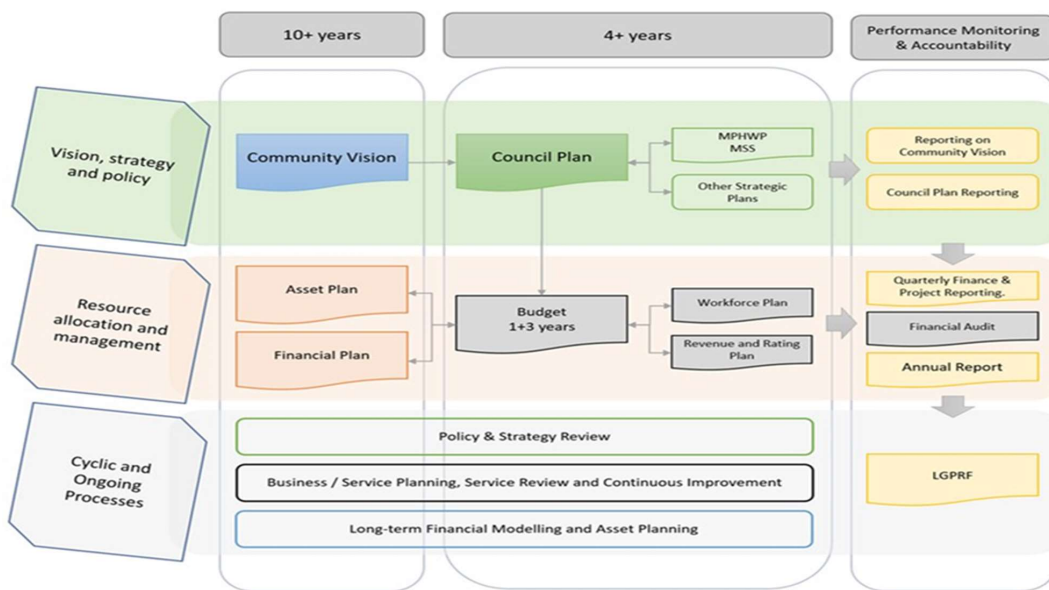 10+ years
4+ years
Performance Monitoring
& Accountability
Vision, strategy
and policy
Community Vision
Council Plan
MPHWP
MSS
Other Strategic
Plans
Reporting on
Community Vision
Council Plan Reporting
Resource
allocation and
management
Asset Plan
Financial Plan
Budget
1+3 years
Workforce Plan
Revenue and Rating
Plan
Quarterly Finance &
Project Reporting.
Financial Audit
Annual Report
Cyclic and
Ongoing
Processes
Policy & Strategy Review
Business / Service Planning, Service Review and Continuous Improvement
Long-term Financial Modelling and Asset Planning
LGPRF